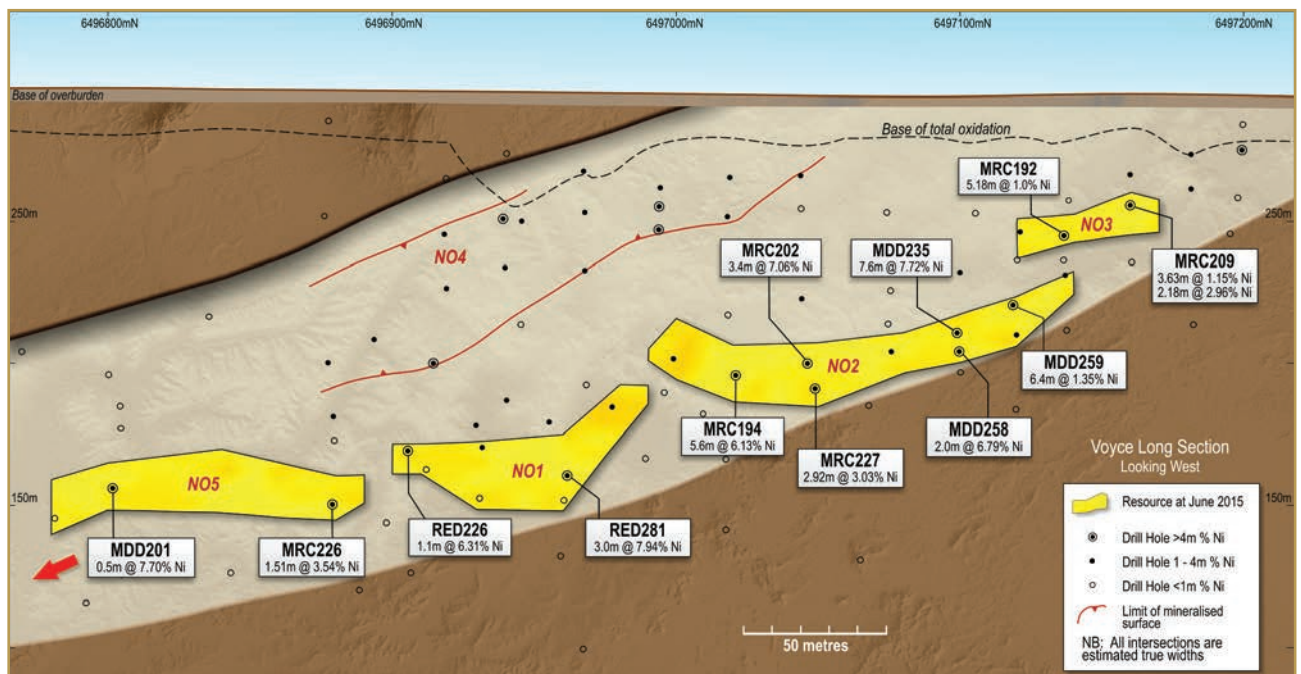 6496800mN
6496900mN
6497000mN
6497100mN
6497200mN
Base of overburden
Base of total oxidation
MRC192
5.18m @ 1.0% Ni
250m
250m
NO3
NO4
MRC202
3.4m @ 7.06% Ni
MDD235
7.6m @ 7.72% Ni
MRC209
3.63m @ 1.15% Ni
2.18m @ 2.96% Ni
NO2
MDD259
6.4m @ 1.35% Ni
MRC194
5.6m @ 6.13% Ni
MDD258
2.0m @ 6.79% Ni
MRC227
2.92m @ 3.03% Ni
NO5
NO1
150m
150m
RED226
1.1m @ 6.31% Ni
RED281
3.0m @ 7.94% Ni
MDD201
0.5m @ 7.70% Ni
MRC226
1.51m @ 3.54% Ni
50 metres
Voyce Long Section
Looking West
Resource at June 2015
Drill Hole >4m % Ni
Drill Hole 1 - 4m % Ni
Drill Hole <1m % Ni
Limit of mineralised
surface
NB: All intersections are
estimated true widths